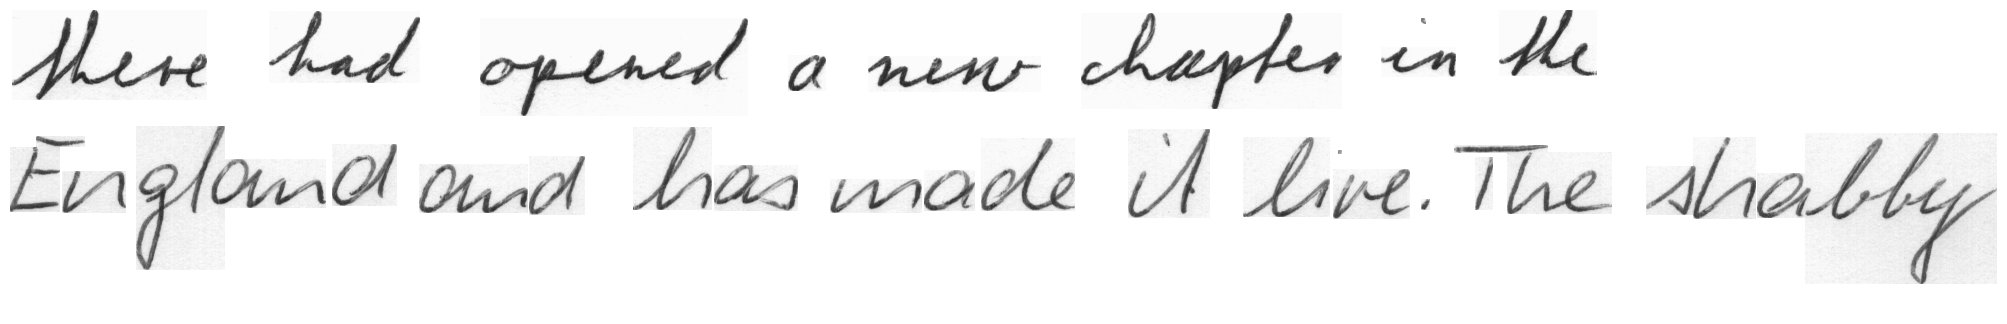 there had opened a new chapter in the
England and has made it live. The shabby